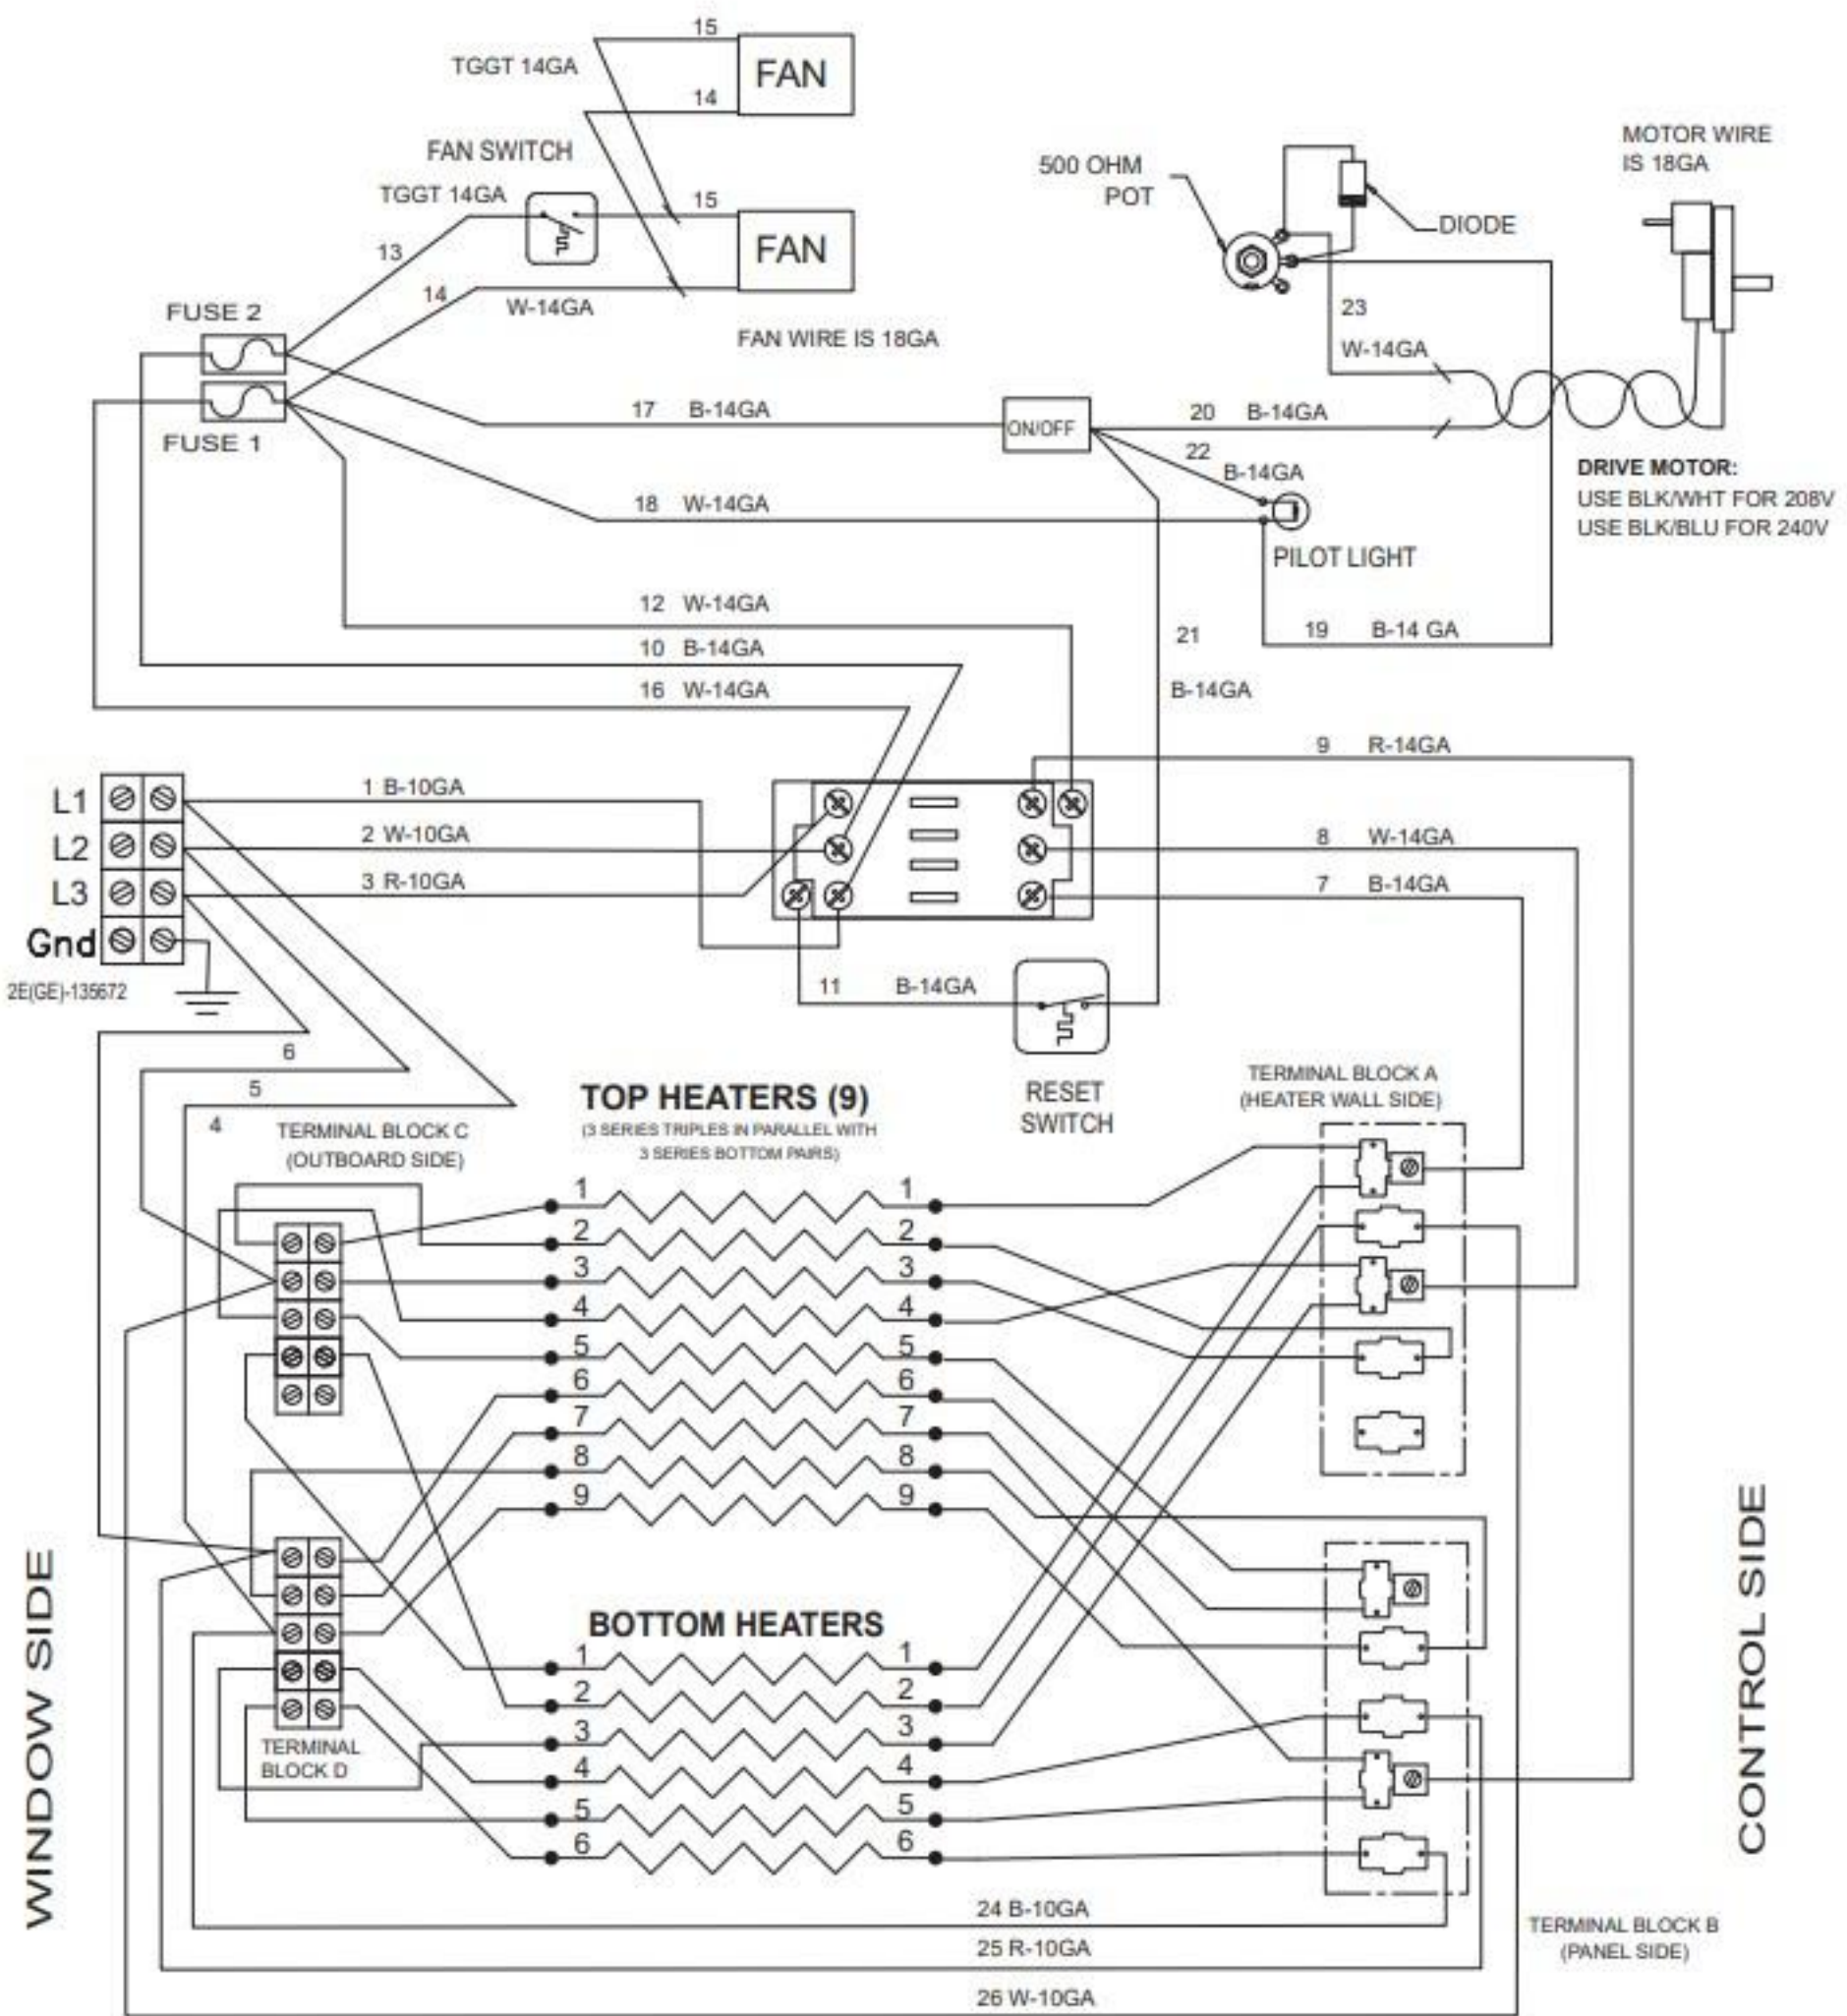 15
TGGT 14GA
FAN
14
FAN SWITCH
TGGT 14GA
15
FAN
13
14
W-14GA
FAN WIRE IS 18GA
FUSE 2
FUSE 1
500 OHM
POT
DIODE
MOTOR WIRE
IS 18GA
23
W-14GA
17 B-14GA
ON/OFF
20 B-14GA
22
B-14GA
DRIVE MOTOR:
USE BLK/WHT FOR 208V
USE BLK/BLU FOR 240V
18 W-14GA
PILOT LIGHT
12 W-14GA
10 B-14GA
16 W-14GA
21
B-14GA
19 B-14 GA
9 R-14GA
L1
L2
L3
Gnd
2E(GE)-135672
1 B-10GA
2 W-10GA
3 R-10GA
8 W-14GA
7 B-14GA
11 B-14GA
RESET
SWITCH
6
5
4
TERMINAL BLOCK C
(OUTBOARD SIDE)
TOP HEATERS (9)
(3 SERIES TRIPLES IN PARALLEL WITH
3 SERIES BOTTOM PAIRS)
TERMINAL BLOCK A
(HEATER WALL SIDE)
1 1
2 2
3 3
4 4
5 5
6 6
7 7
8 8
9 9
WINDOW SIDE
CONTROL SIDE
BOTTOM HEATERS
1 1
2 2
3 3
4 4
5 5
6 6
TERMINAL
BLOCK D
24 B-10GA
25 R-10GA
26 W-10GA
TERMINAL BLOCK B
(PANEL SIDE)